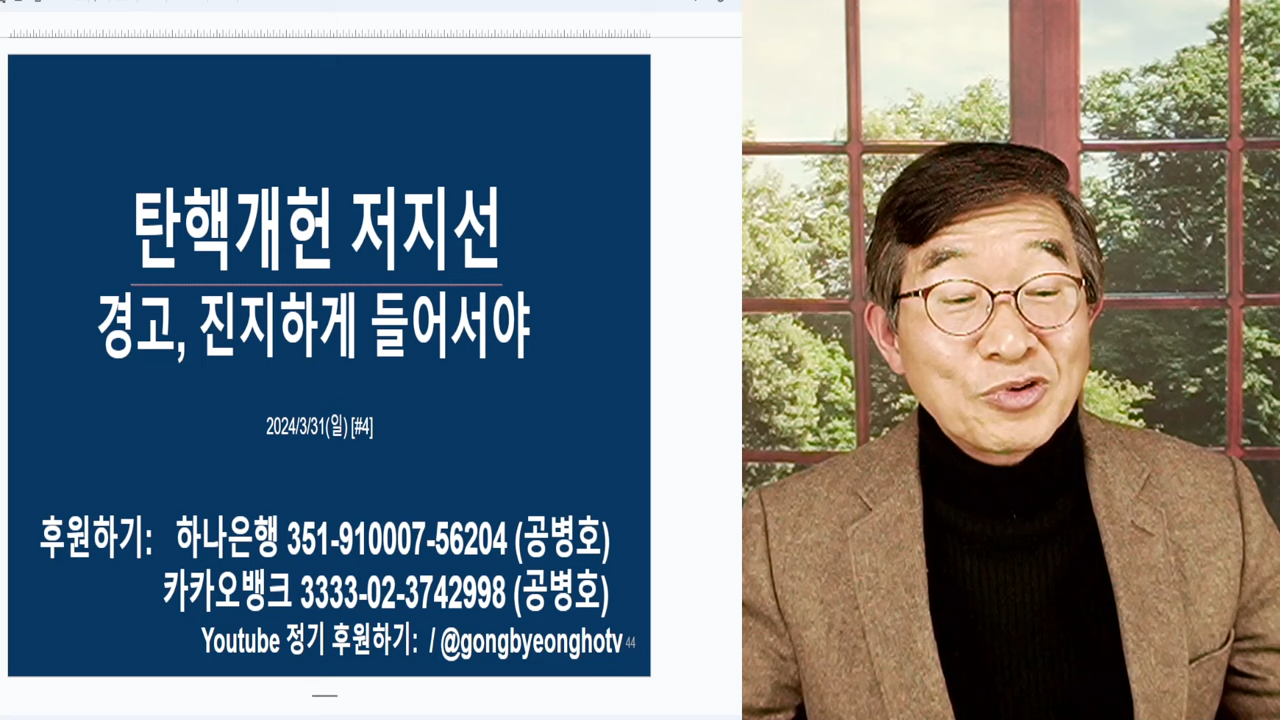 탄핵개헌 저지선
경고, 진지하게 들어서야
2024/3/31(일) [#4]
후원하기: 하나은행 351-910007-56204 (공병호)
카카오뱅크 3333-02-3742998 (공병호)
Youtube 정기 후원하기: / @gongbyeonghotv 44